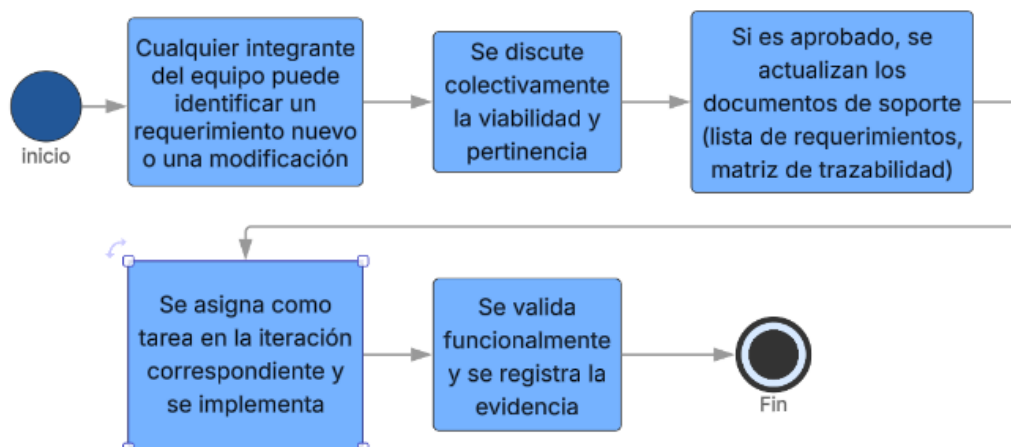 inicio
Cualquier integrante
del equipo puede
identificar un
requerimiento nuevo
o una modificación
Se discute
colectivamente
la viabilidad y
pertinencia
Si es aprobado, se
actualizan los
documentos de soporte
(lista de requerimientos,
matriz de trazabilidad)
Se asigna como
tarea en la iteración
correspondiente y
se implementa
Se valida
funcionalmente
y se registra la
evidencia
Fin